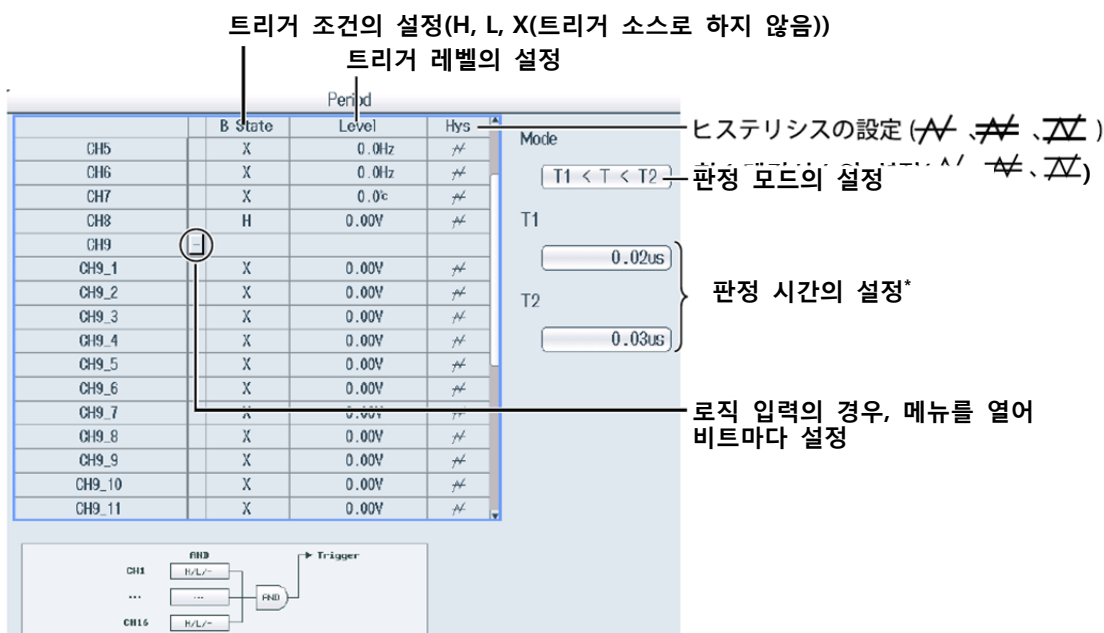 트리거 조건의 설정(H, L, X(트리거 소스로 하지 않음))
트리거 레벨의 설정
Period
B State Level Hys
CH5 X 0.0Hz
CH6 X 0.0Hz
CH7 X 0.0℃
CH8 H 0.00V
CH9 -
CH9_1 X 0.00V
CH9_2 X 0.00V
CH9_3 X 0.00V
CH9_4 X 0.00V
CH9_5 X 0.00V
CH9_6 X 0.00V
CH9_7 X 0.00V
CH9_8 X 0.00V
CH9_9 X 0.00V
CH9_10 X 0.00V
CH9_11 X 0.00V
Mode
T1 < T < T2
T1
0.02us
T2
0.03us
ヒステリシスの設定 ( 、 、 )
、 )
판정 모드의 설정
판정 시간의 설정*
로직 입력의 경우, 메뉴를 열어
비트마다 설정
AND
Trigger
CH1 H/L/-
... ... AND
CH16 H/L/-